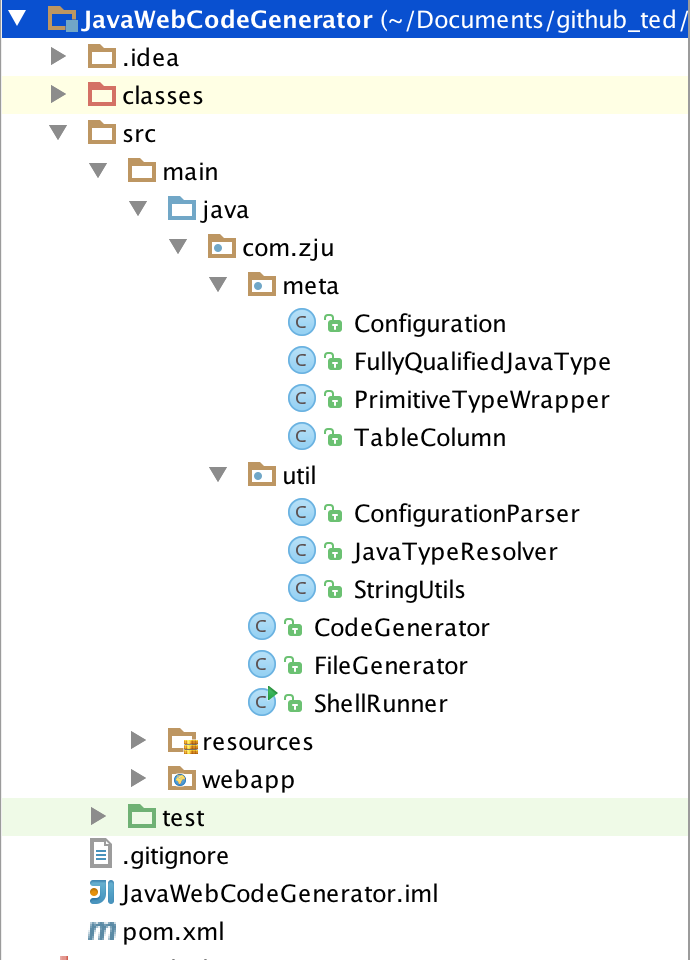 JavaWebCodeGenerator (~/Documents/github_ted/
.idea
classes
src
main
java
com.zju
meta
C Configuration
C FullyQualifiedJavaType
C PrimitiveTypeWrapper
C TableColumn
util
C ConfigurationParser
C JavaTypeResolver
C StringUtils
C CodeGenerator
C FileGenerator
C ShellRunner
resources
webapp
test
.gitignore
JavaWebCodeGenerator.iml
pom.xml